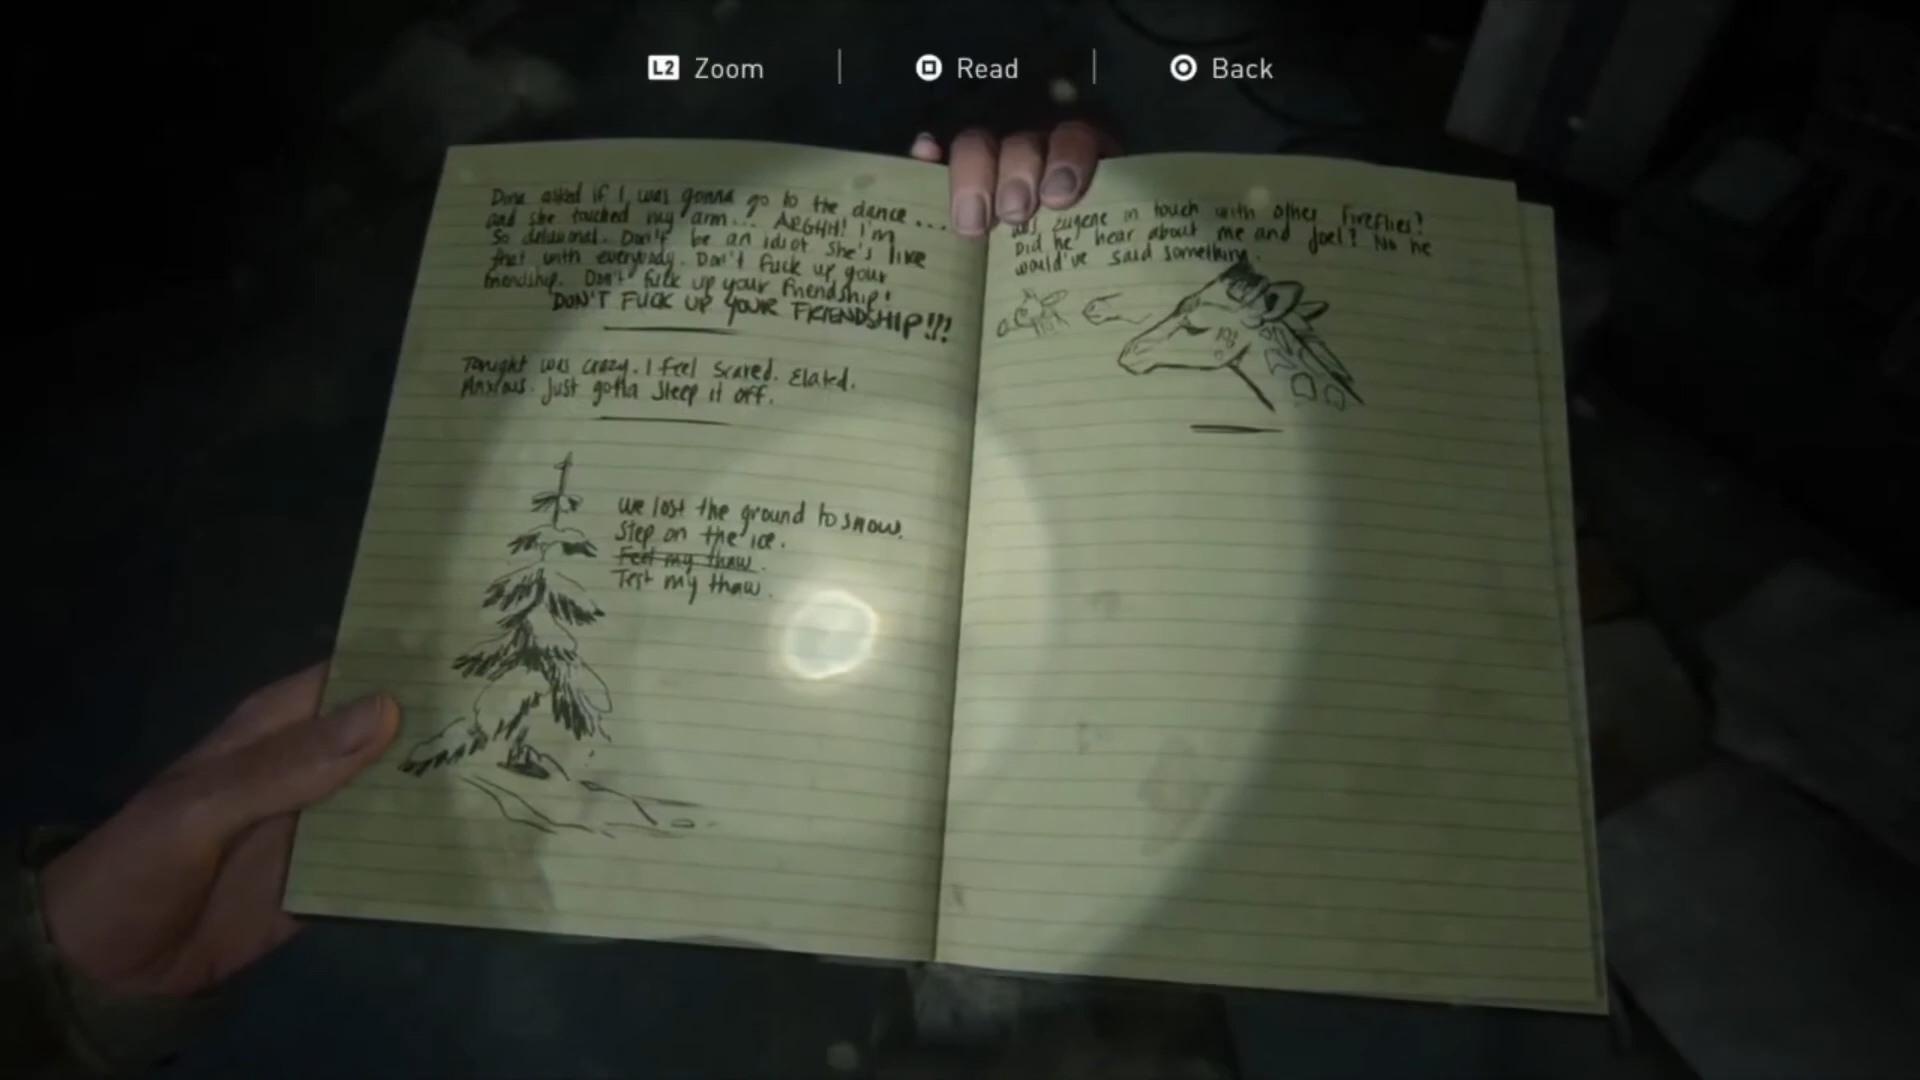 L2 Zoom | Read | Back
Dina asked if I was gonna go to the dance...
and she touched my arm... ARGHH! I'm
so delusional. Don't be an idiot she's like
that with everybody. Don't fuck up your
friendship. Don't fuck up your friendship!
DON'T FUCK UP YOUR FRIENDSHIP!!!
Tonight was crazy. I feel scared. Elated.
Anxious. Just gotta sleep it off.
We lost the ground to snow.
Step on the ice.
Feel my thaw.
Test my thaw.
Was Eugene in touch with other Fireflies?
Did he hear about me and Joel? No he
would've said something.